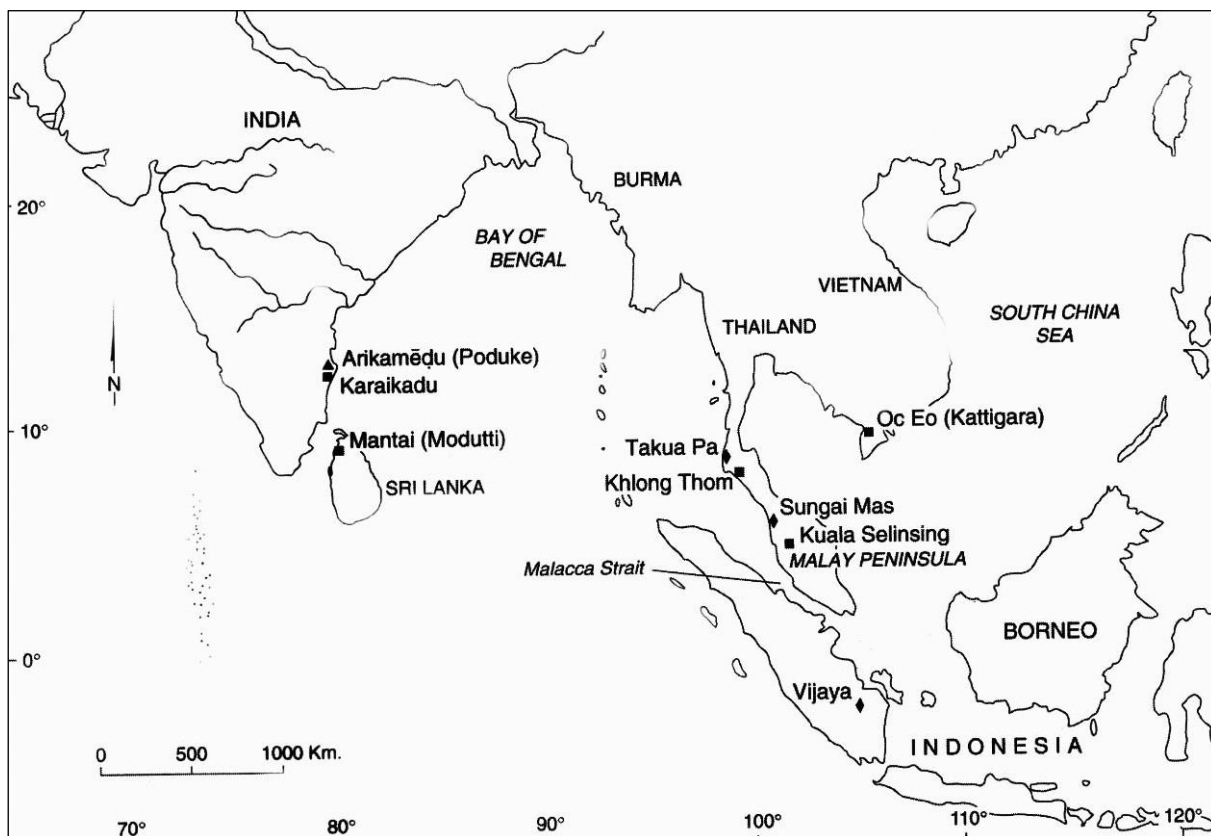 INDIA
BURMA
20°
BAY OF
BENGAL
VIETNAM
SOUTH CHINA
SEA
THAILAND
N
Arikamēḍu (Poduke)
Karaikadu
10°
Mantai (Modutti)
SRI LANKA
Oc Eo (Kattigara)
Takua Pa
Khlong Thom
Sungai Mas
Kuala Selinsing
MALAY PENINSULA
Malacca Strait
BORNEO
0°
Vijaya
INDONESIA
0 500 1000 Km.
70° 80° 90° 100° 110° 120°